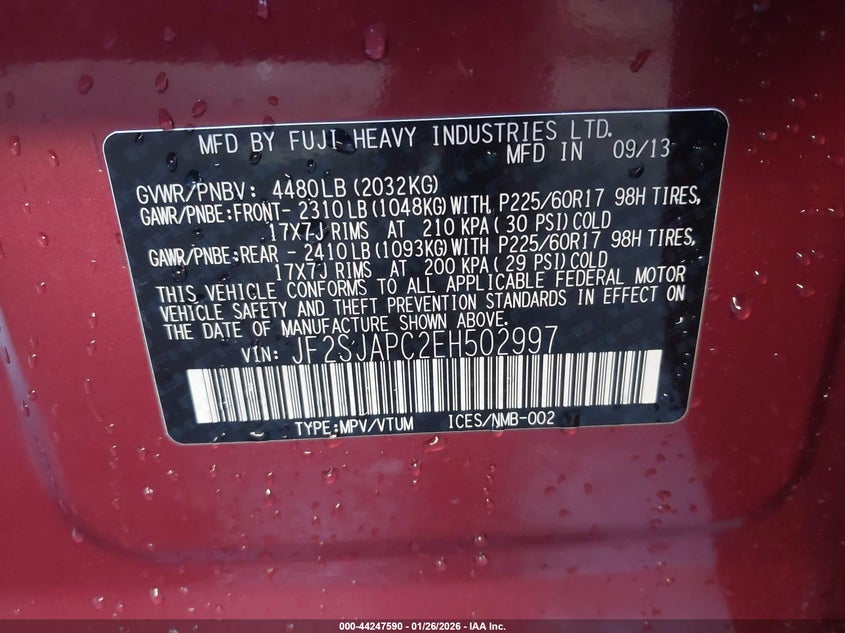 MFD BY FUJI HEAVY INDUSTRIES LTD.
MFD IN 09/13
GVWR/PNBV: 4480LB(2032KG)
GAWR/PNBE:FRONT- 2310LB(1048KG)WITH P225/60R17 98H TIRES,
17X7J RIMS AT 210 KPA( 30 PSI)COLD
GAWR/PNBE:REAR - 2410LB(1093KG)WITH P225/60R17 98H TIRES,
17X7J RIMS AT 200 KPA( 29 PSI)COLD
THIS VEHICLE CONFORMS TO ALL APPLICABLE FEDERAL MOTOR
VEHICLE SAFETY AND THEFT PREVENTION STANDARDS IN EFFECT ON
THE DATE OF MANUFACTURE SHOWN ABOVE.
VIN: JF2SJAPC2EH502997
TYPE:MPV/VTUM ICES/NMB-002
000-44247590 - 01/26/2026 - IAA Inc.